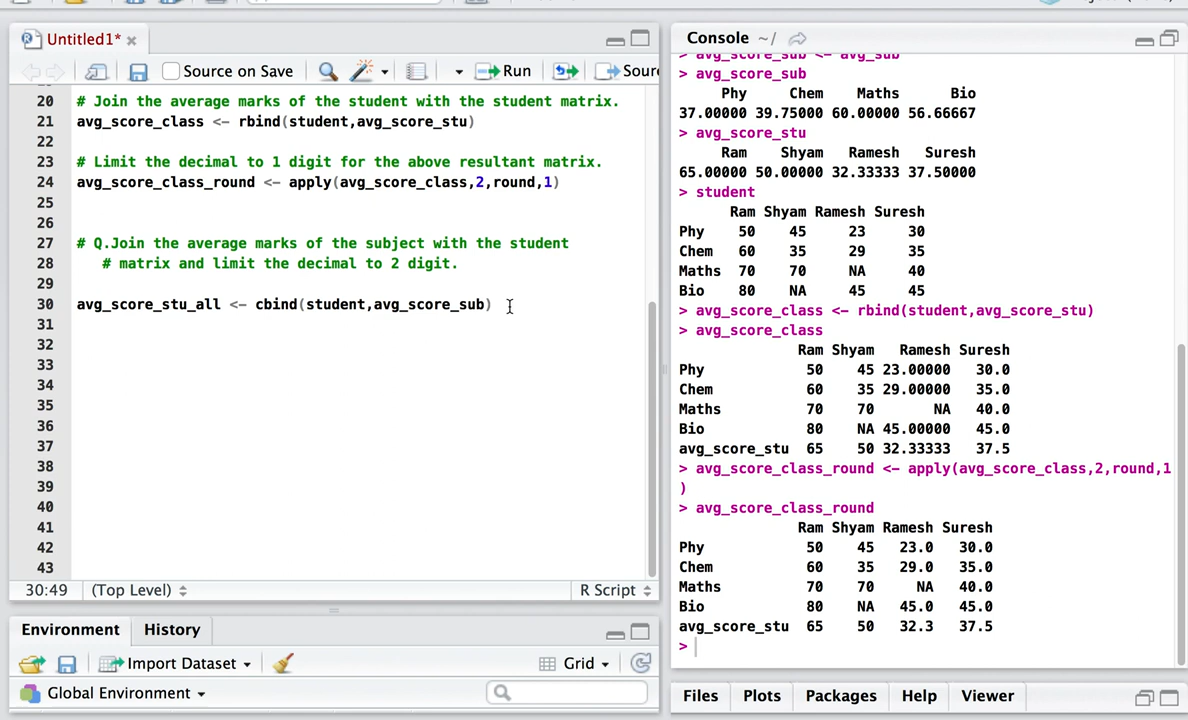 Untitled1*
Source on Save
Run
Sour
20 # Join the average marks of the student with the student matrix.
21 avg_score_class <- rbind(student,avg_score_stu)
22
23 # Limit the decimal to 1 digit for the above resultant matrix.
24 avg_score_class_round <- apply(avg_score_class,2,round,1)
25
26
27 # Q.Join the average marks of the subject with the student
28 # matrix and limit the decimal to 2 digit.
29
30 avg_score_stu_all <- cbind(student,avg_score_sub)
31
32
33
34
35
36
37
38
39
40
41
42
43
30:49 (Top Level) R Script
Environment History
Import Dataset Grid
Global Environment
Console ~/
> avg_score_sub <- avg_sub
> avg_score_sub
Phy Chem Maths Bio
37.00000 39.75000 60.00000 56.66667
> avg_score_stu
Ram Shyam Ramesh Suresh
65.00000 50.00000 32.33333 37.50000
> student
Ram Shyam Ramesh Suresh
Phy 50 45 23 30
Chem 60 35 29 35
Maths 70 70 NA 40
Bio 80 NA 45 45
> avg_score_class <- rbind(student,avg_score_stu)
> avg_score_class
Ram Shyam Ramesh Suresh
Phy 50 45 23.00000 30.0
Chem 60 35 29.00000 35.0
Maths 70 70 NA 40.0
Bio 80 NA 45.00000 45.0
avg_score_stu 65 50 32.33333 37.5
> avg_score_class_round <- apply(avg_score_class,2,round,1
)
> avg_score_class_round
Ram Shyam Ramesh Suresh
Phy 50 45 23.0 30.0
Chem 60 35 29.0 35.0
Maths 70 70 NA 40.0
Bio 80 NA 45.0 45.0
avg_score_stu 65 50 32.3 37.5
>
Files Plots Packages Help Viewer